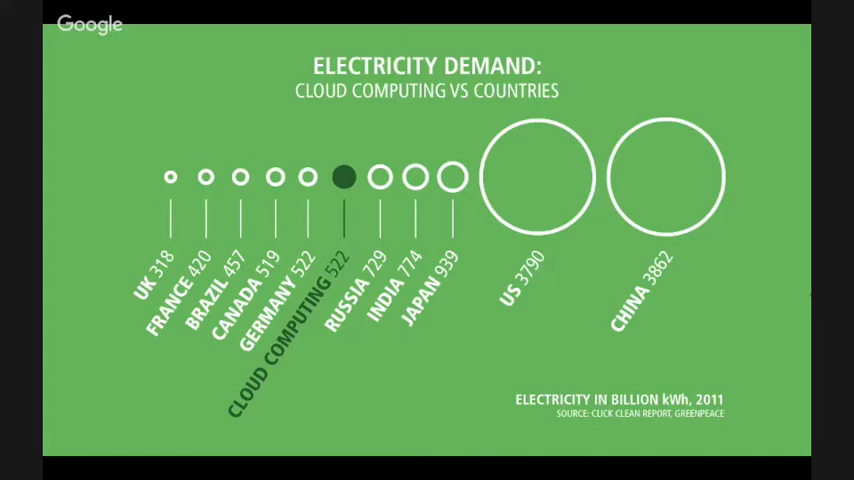 Google
ELECTRICITY DEMAND:
CLOUD COMPUTING VS COUNTRIES
UK 318
FRANCE 420
BRAZIL 457
CANADA 519
GERMANY 522
CLOUD COMPUTING 522
RUSSIA 729
INDIA 774
JAPAN 939
US 3790
CHINA 3862
ELECTRICITY IN BILLION kWh, 2011
SOURCE: CLICK CLEAN REPORT, GREENPEACE